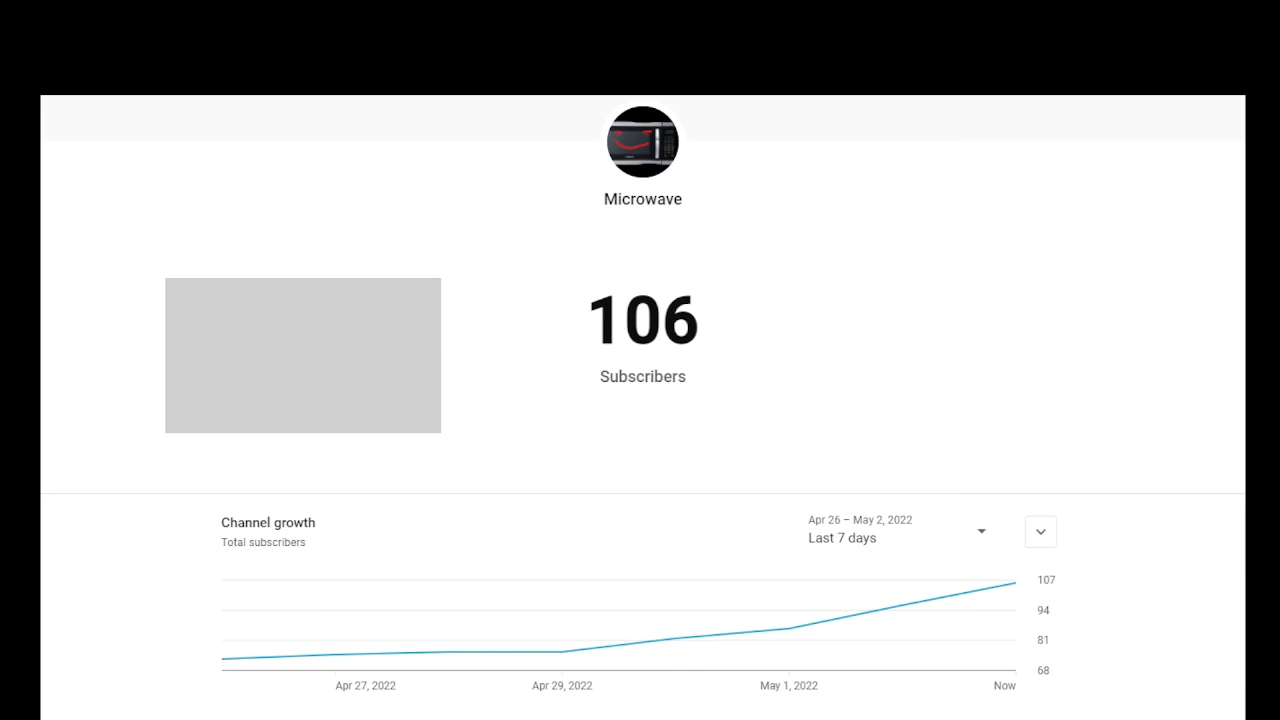 Microwave
106
Subscribers
Channel growth
Total subscribers
Apr 26 – May 2, 2022
Last 7 days
107
94
81
68
Apr 27, 2022
Apr 29, 2022
May 1, 2022
Now